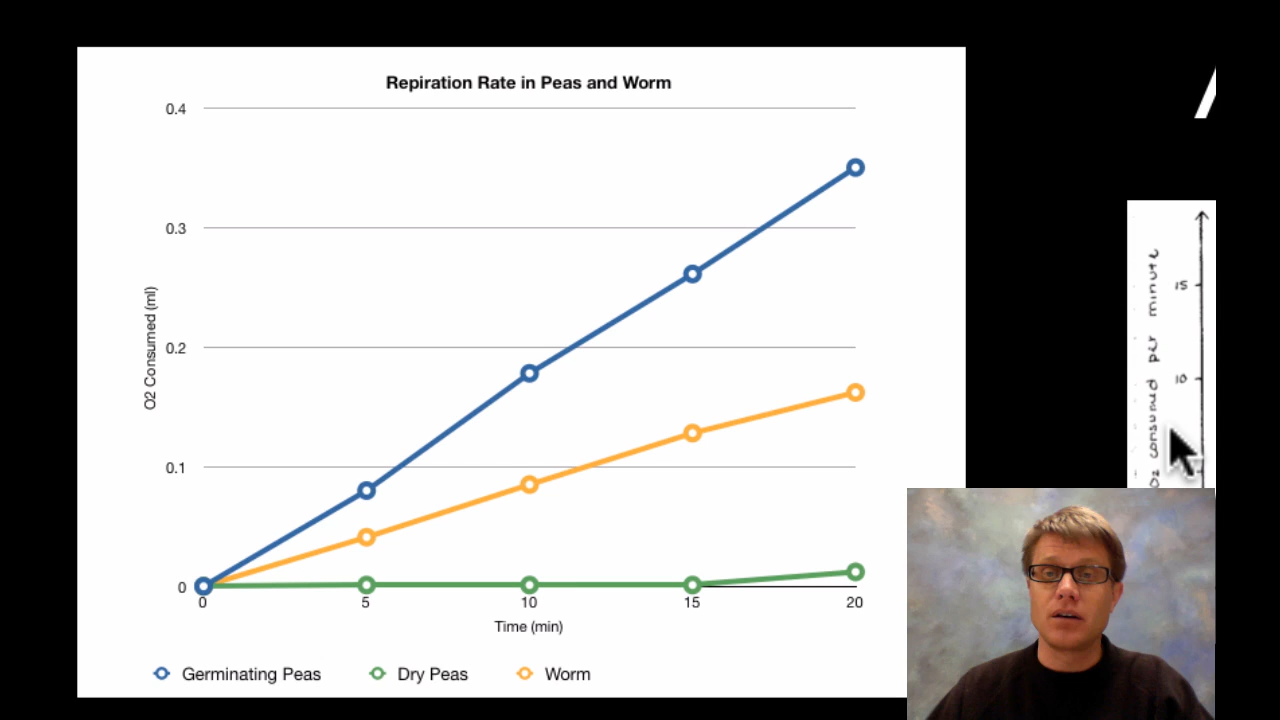 Repiration Rate in Peas and Worm
0.4
0.3
0.2
0.1
0
O2 Consumed (ml)
0 5 10 15 20
Time (min)
Germinating Peas Dry Peas Worm
O2 consumed per minute
15
10